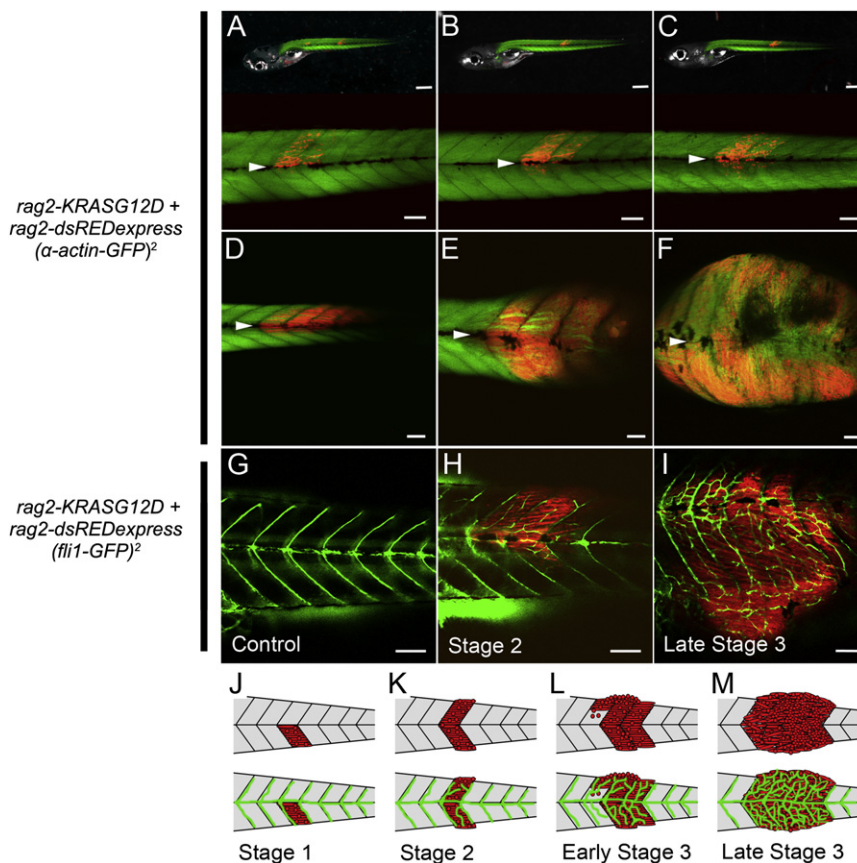 A B C
rag2-KRASG12D +
rag2-dsREDexpress
(α-actin-GFP)²
D E F
G H I
rag2-KRASG12D +
rag2-dsREDexpress
(fli1-GFP)²
Control Stage 2 Late Stage 3
J K L M
Stage 1 Stage 2 Early Stage 3 Late Stage 3